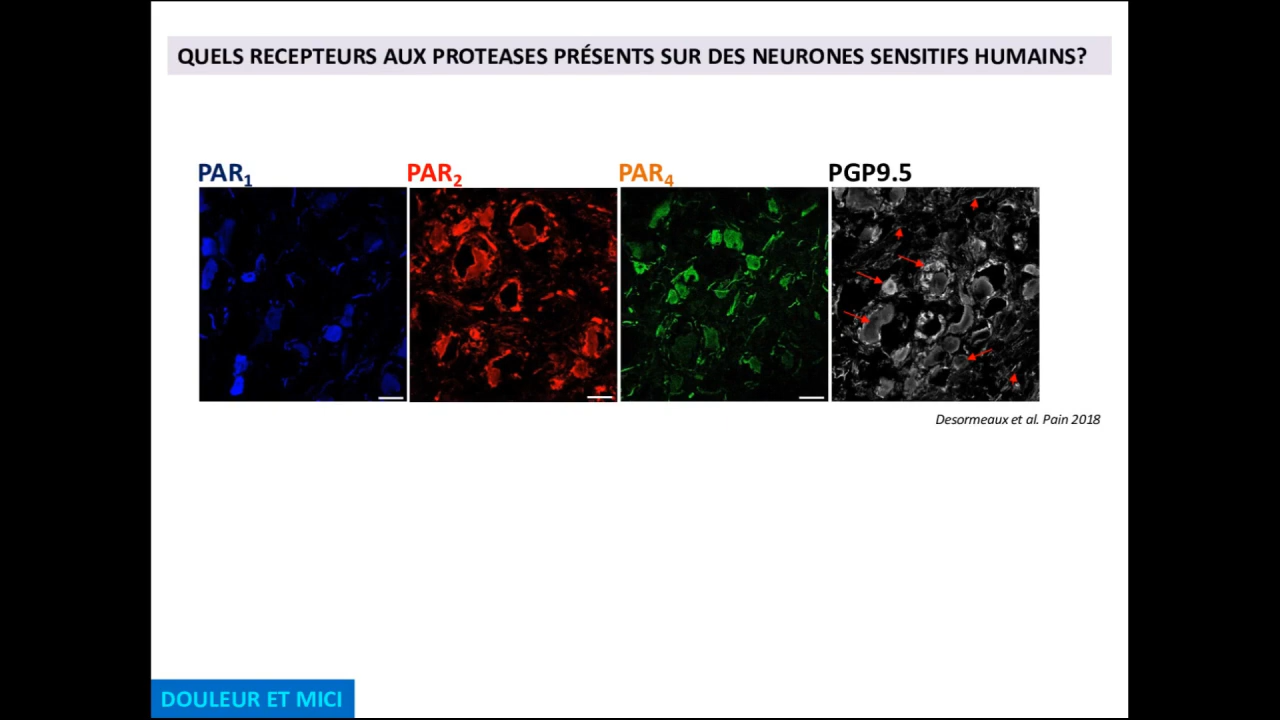 QUELS RECEPTEURS AUX PROTEASES PRÉSENTS SUR DES NEURONES SENSITIFS HUMAINS?
PAR₁ PAR₂ PAR₄ PGP9.5
Desormeaux et al. Pain 2018
DOULEUR ET MICI